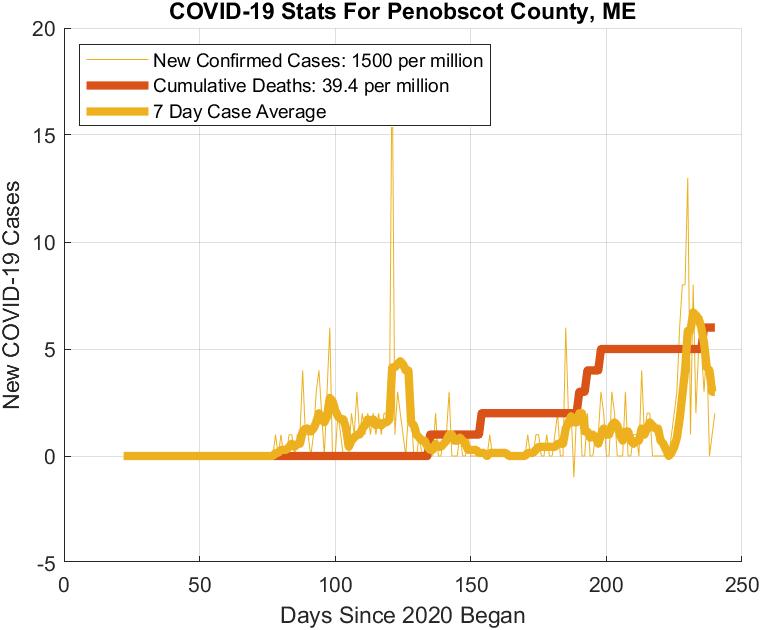 COVID-19 Stats For Penobscot County, ME
New Confirmed Cases: 1500 per million
Cumulative Deaths: 39.4 per million
7 Day Case Average
New COVID-19 Cases
20
15
10
5
0
-5
0 50 100 150 200 250
Days Since 2020 Began